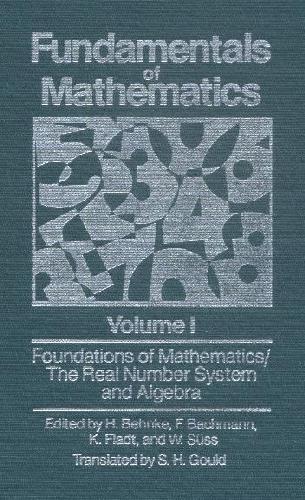 Fundamentals
of
Mathematics
Volume I
Foundations of Mathematics/
The Real Number System
and Algebra
Edited by H. Behnke, F. Bachmann,
K. Fladt, and W. Süss
Translated by S. H. Gould